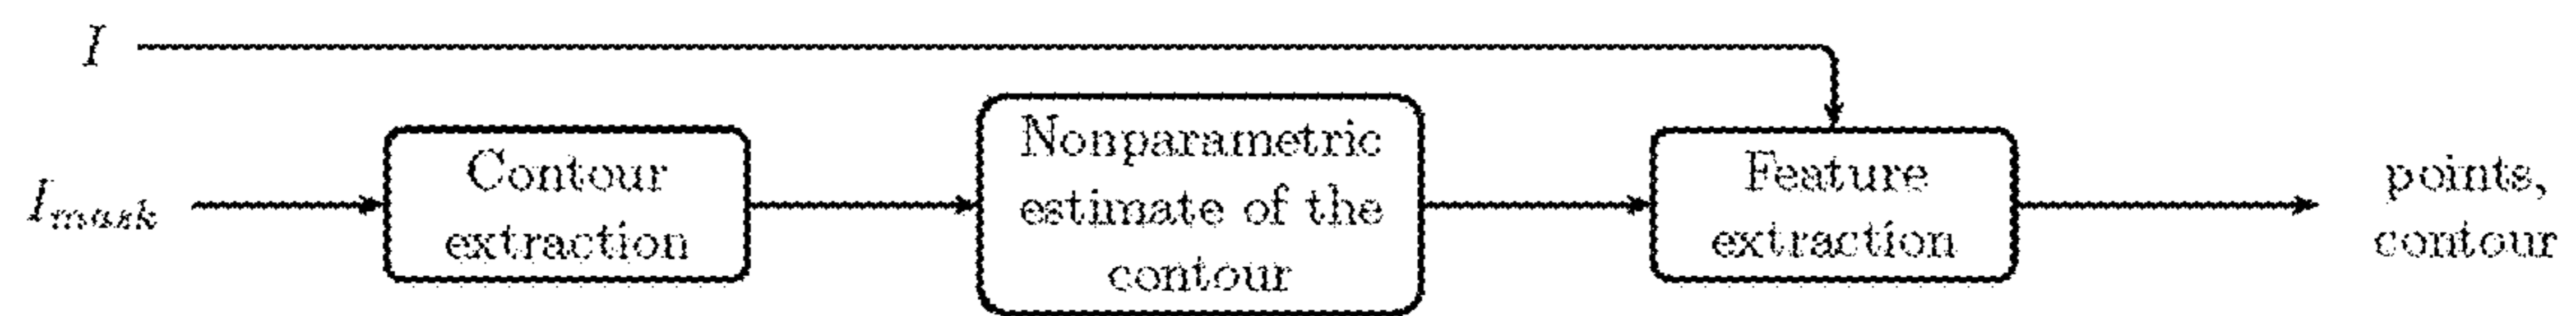 I
I_mask
Contour
extraction
Nonparametric
estimate of the
contour
Feature
extraction
points,
contour